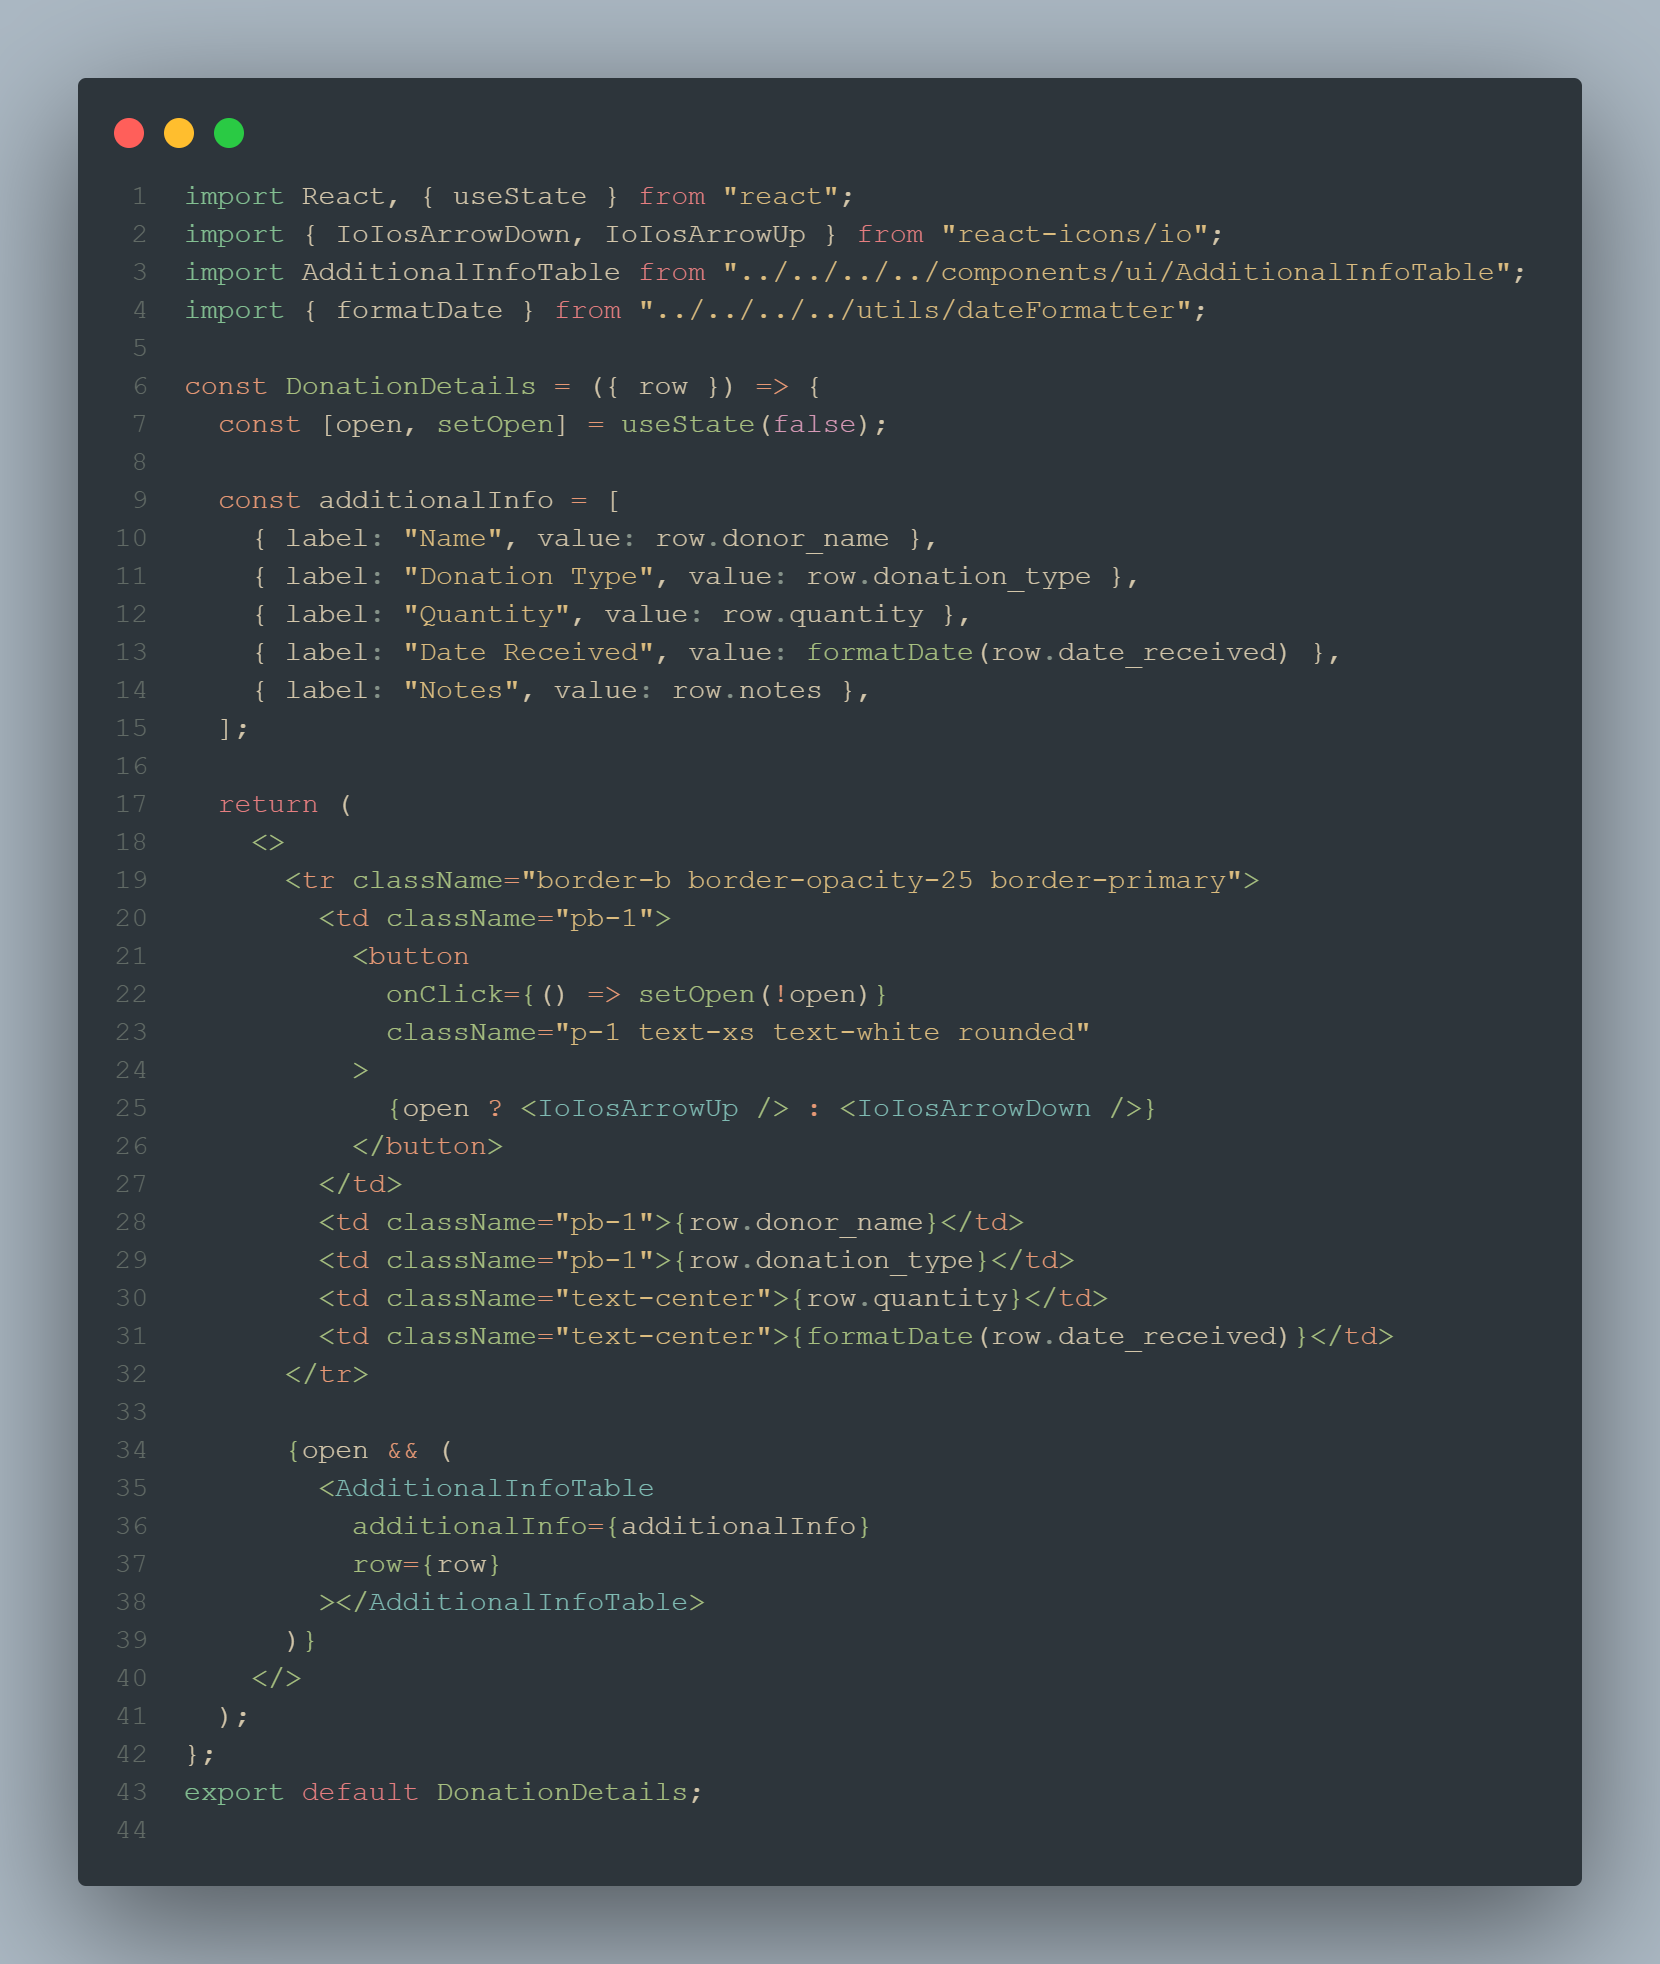 1 import React, { useState } from "react";
2 import { IoIosArrowDown, IoIosArrowUp } from "react-icons/io";
3 import AdditionalInfoTable from "../../../../components/ui/AdditionalInfoTable";
4 import { formatDate } from "../../../../utils/dateFormatter";
5
6 const DonationDetails = ({ row }) => {
7   const [open, setOpen] = useState(false);
8
9   const additionalInfo = [
10     { label: "Name", value: row.donor_name },
11     { label: "Donation Type", value: row.donation_type },
12     { label: "Quantity", value: row.quantity },
13     { label: "Date Received", value: formatDate(row.date_received) },
14     { label: "Notes", value: row.notes },
15   ];
16
17   return (
18     <>
19       <tr className="border-b border-opacity-25 border-primary">
20         <td className="pb-1">
21           <button
22             onClick={() => setOpen(!open)}
23             className="p-1 text-xs text-white rounded"
24           >
25             {open ? <IoIosArrowUp /> : <IoIosArrowDown />}
26           </button>
27         </td>
28         <td className="pb-1">{row.donor_name}</td>
29         <td className="pb-1">{row.donation_type}</td>
30         <td className="text-center">{row.quantity}</td>
31         <td className="text-center">{formatDate(row.date_received)}</td>
32       </tr>
33
34       {open && (
35         <AdditionalInfoTable
36           additionalInfo={additionalInfo}
37           row={row}
38         ></AdditionalInfoTable>
39       )}
40     </>
41   );
42 };
43 export default DonationDetails;
44